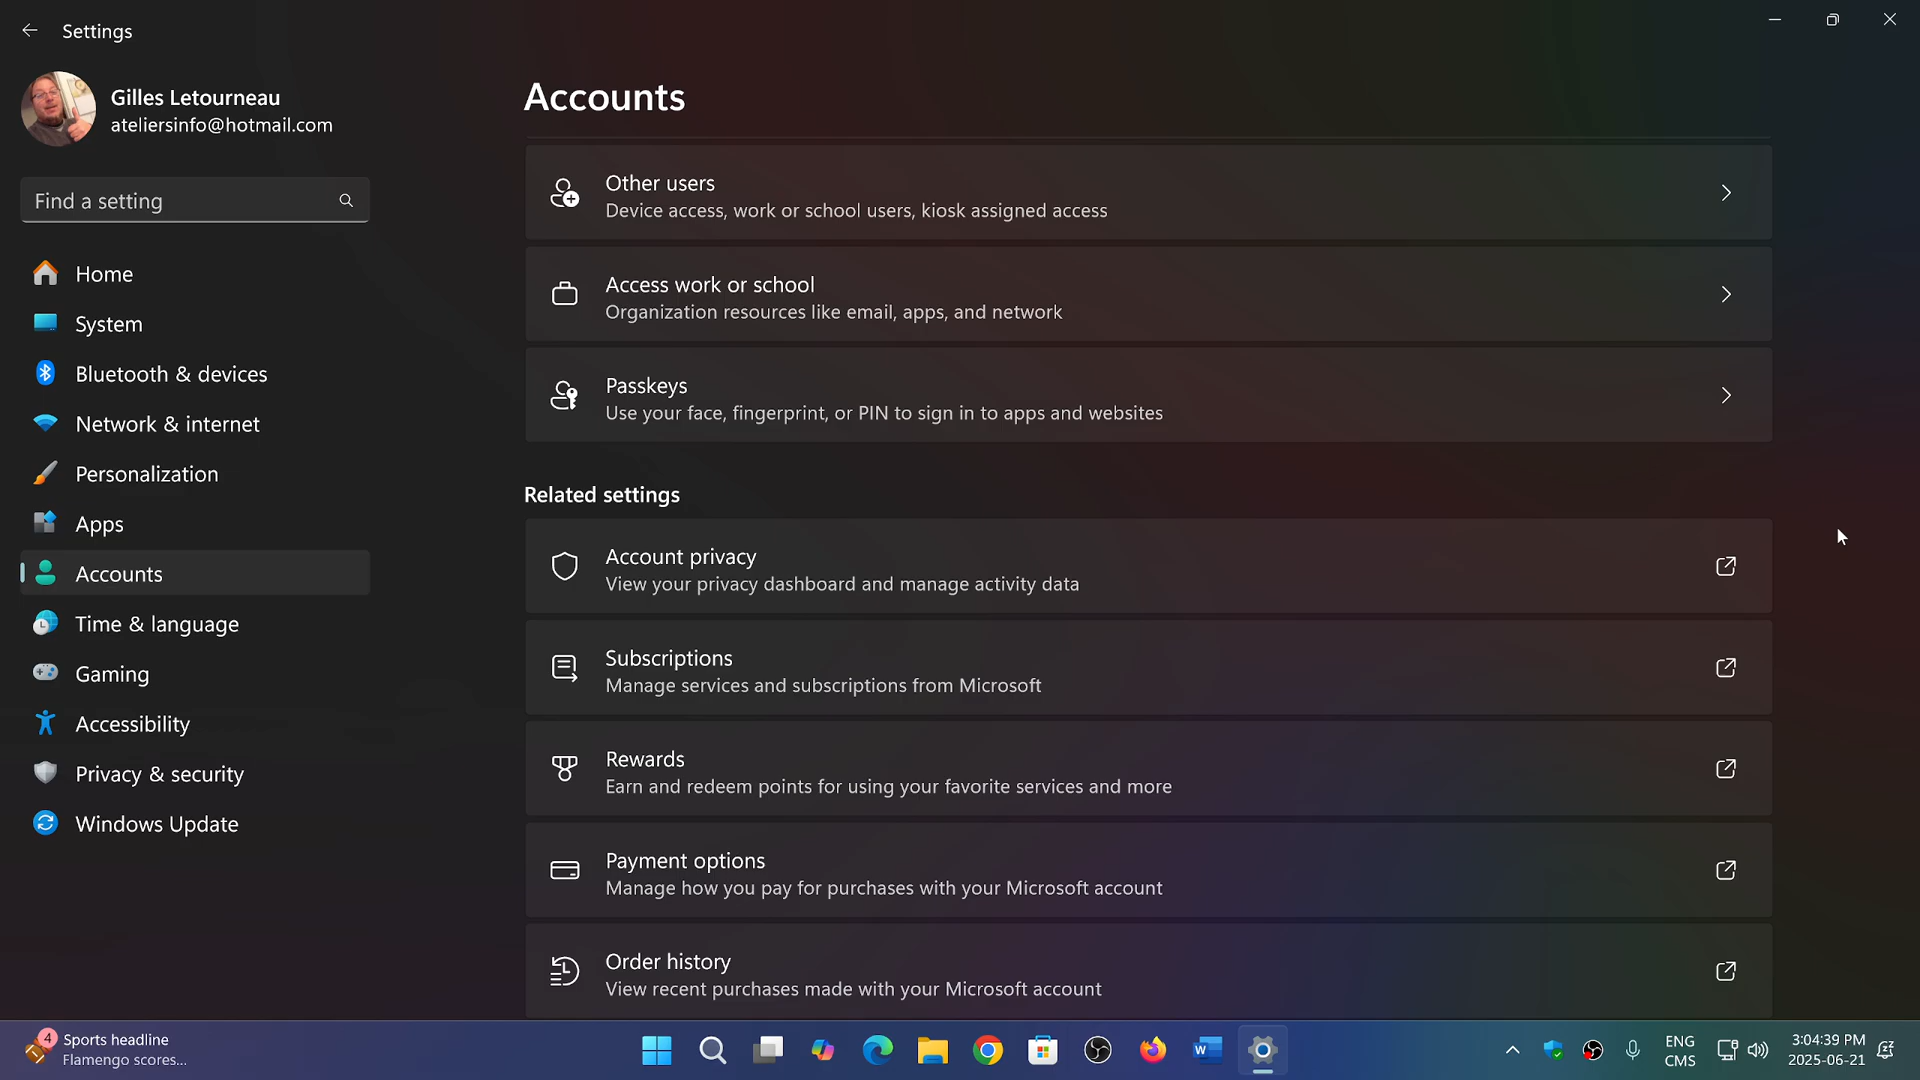 Settings
Gilles Letourneau
ateliersinfo@hotmail.com
Find a setting
Home
System
Bluetooth & devices
Network & internet
Personalization
Apps
Accounts
Time & language
Gaming
Accessibility
Privacy & security
Windows Update
Accounts
Other users
Device access, work or school users, kiosk assigned access
Access work or school
Organization resources like email, apps, and network
Passkeys
Use your face, fingerprint, or PIN to sign in to apps and websites
Related settings
Account privacy
View your privacy dashboard and manage activity data
Subscriptions
Manage services and subscriptions from Microsoft
Rewards
Earn and redeem points for using your favorite services and more
Payment options
Manage how you pay for purchases with your Microsoft account
Order history
View recent purchases made with your Microsoft account
4
Sports headline
Flamengo scores...
W
ENG
CMS
3:04:39 PM
2025-06-21